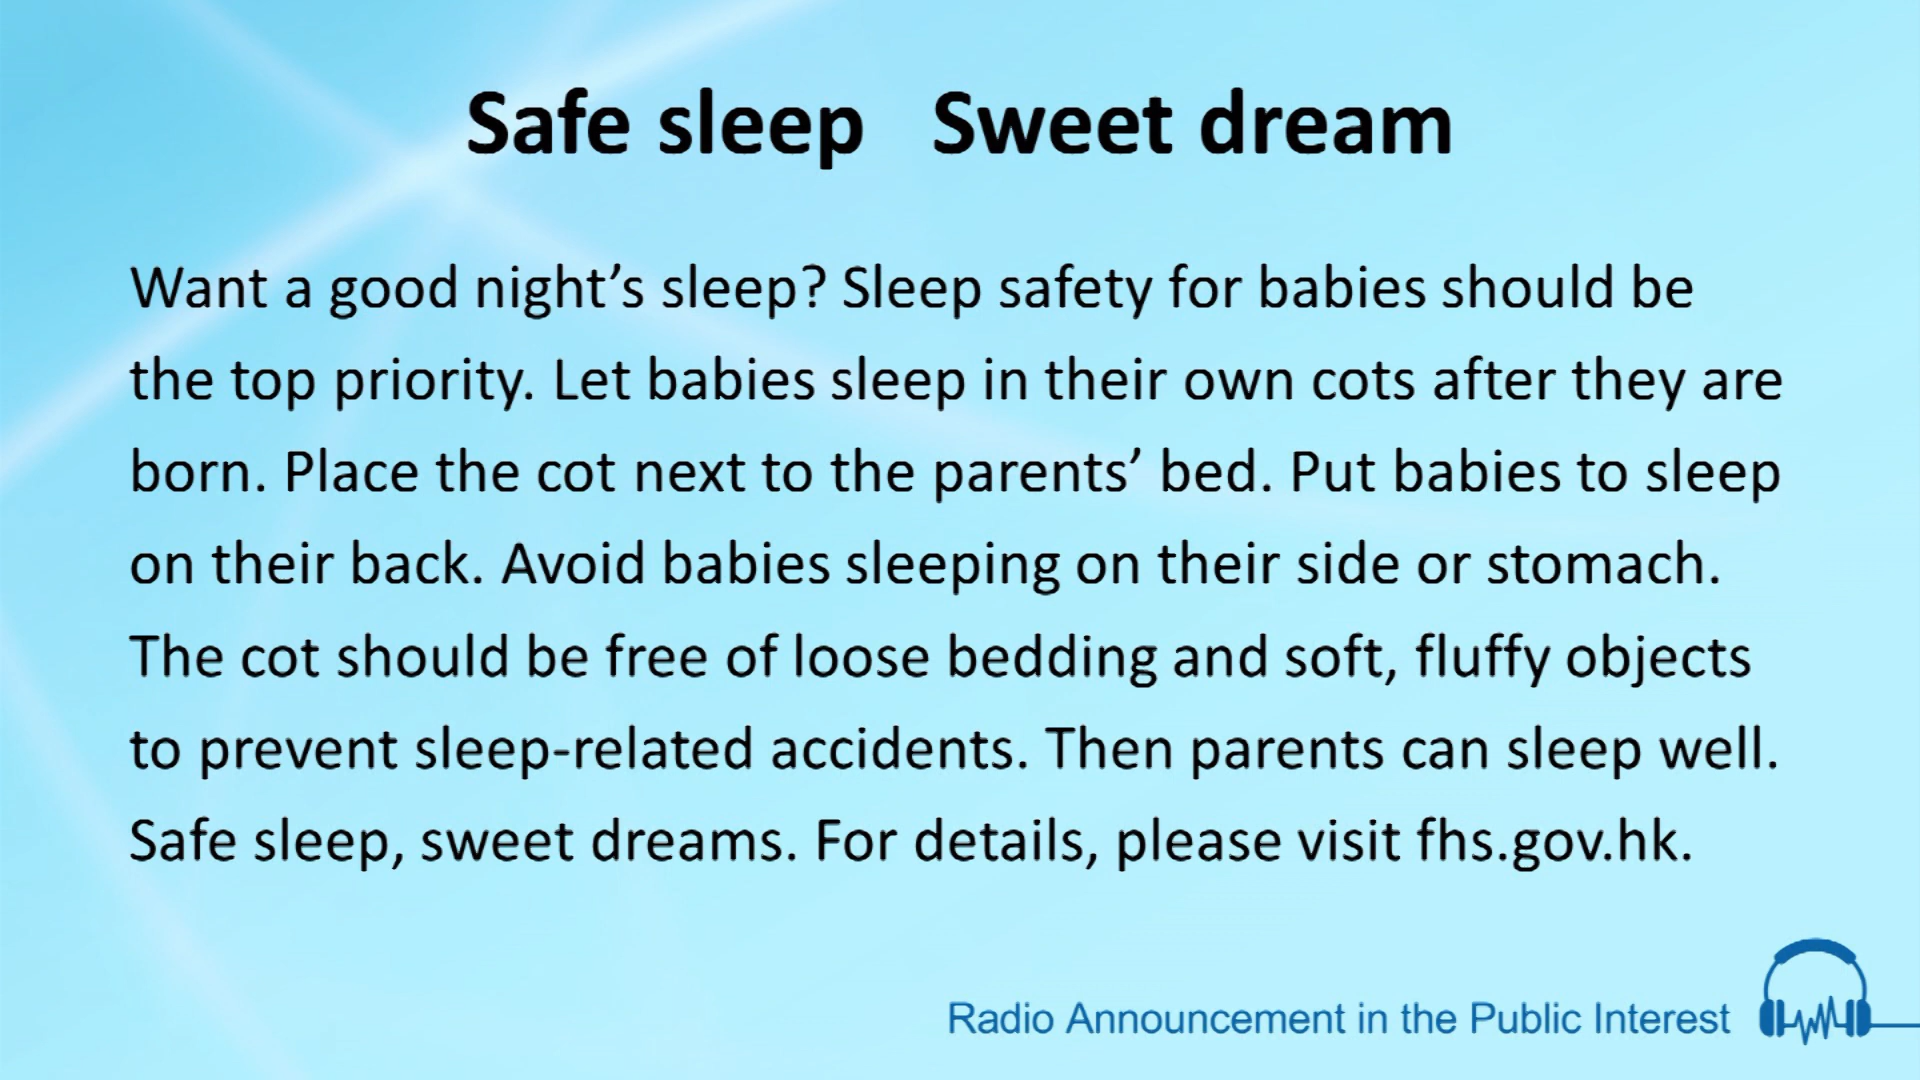 Safe sleep   Sweet dream
Want a good night’s sleep? Sleep safety for babies should be
the top priority. Let babies sleep in their own cots after they are
born. Place the cot next to the parents’ bed. Put babies to sleep
on their back. Avoid babies sleeping on their side or stomach.
The cot should be free of loose bedding and soft, fluffy objects
to prevent sleep-related accidents. Then parents can sleep well.
Safe sleep, sweet dreams. For details, please visit fhs.gov.hk.
Radio Announcement in the Public Interest